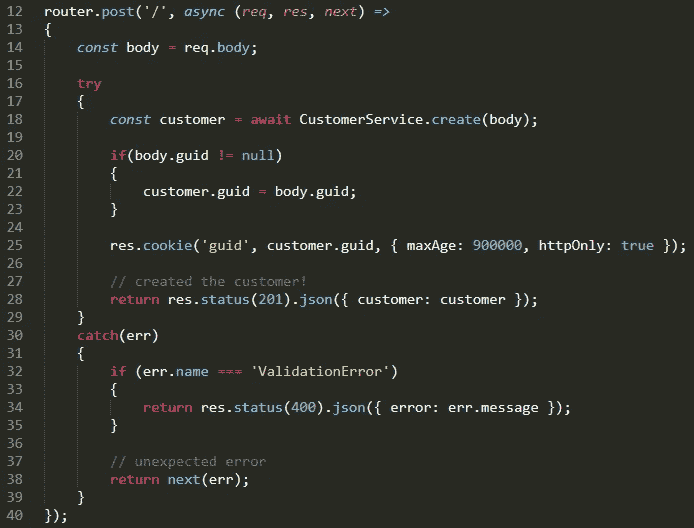 12 router.post('/', async (req, res, next) =>
13 {
14     const body = req.body;
15
16     try
17     {
18         const customer = await CustomerService.create(body);
19
20         if(body.guid != null)
21         {
22             customer.guid = body.guid;
23         }
24
25         res.cookie('guid', customer.guid, { maxAge: 900000, httpOnly: true });
26
27         // created the customer!
28         return res.status(201).json({ customer: customer });
29     }
30     catch(err)
31     {
32         if (err.name === 'ValidationError')
33         {
34             return res.status(400).json({ error: err.message });
35         }
36
37         // unexpected error
38         return next(err);
39     }
40 });